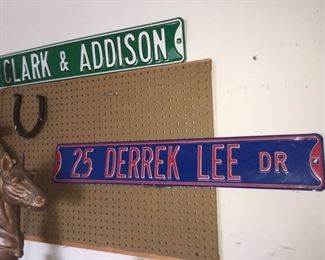 CLARK & ADDISON
25 DERREK LEE DR